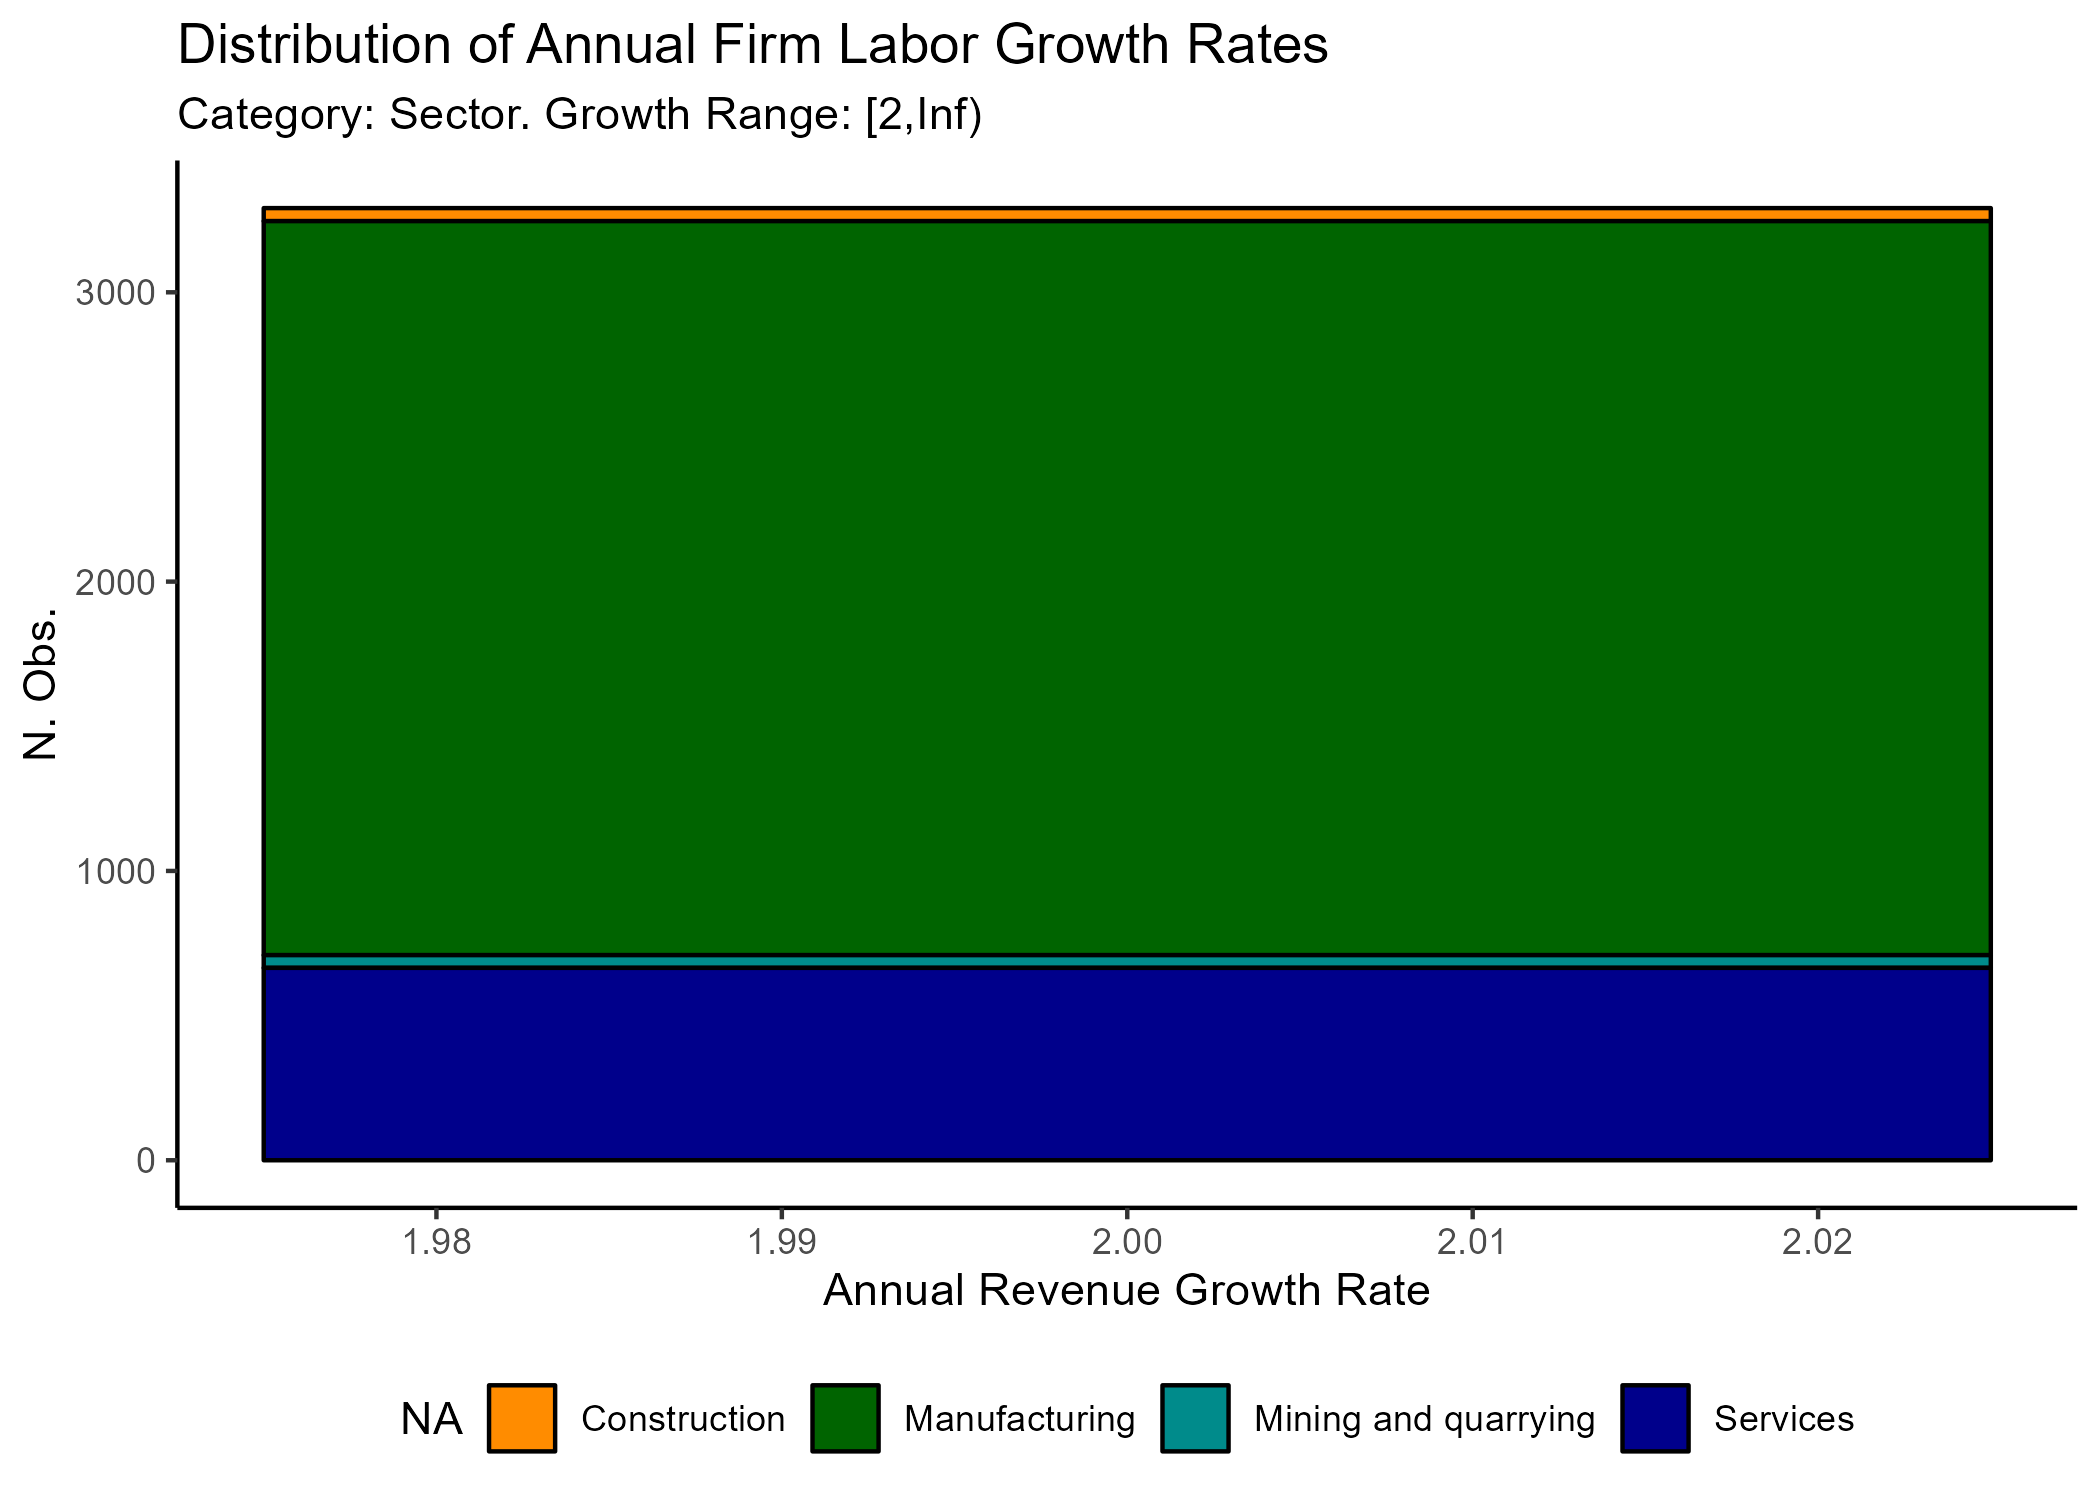 Distribution of Annual Firm Labor Growth Rates
Category: Sector. Growth Range: [2,Inf)
N. Obs.
3000
2000
1000
0
1.98 1.99 2.00 2.01 2.02
Annual Revenue Growth Rate
NA Construction Manufacturing Mining and quarrying Services